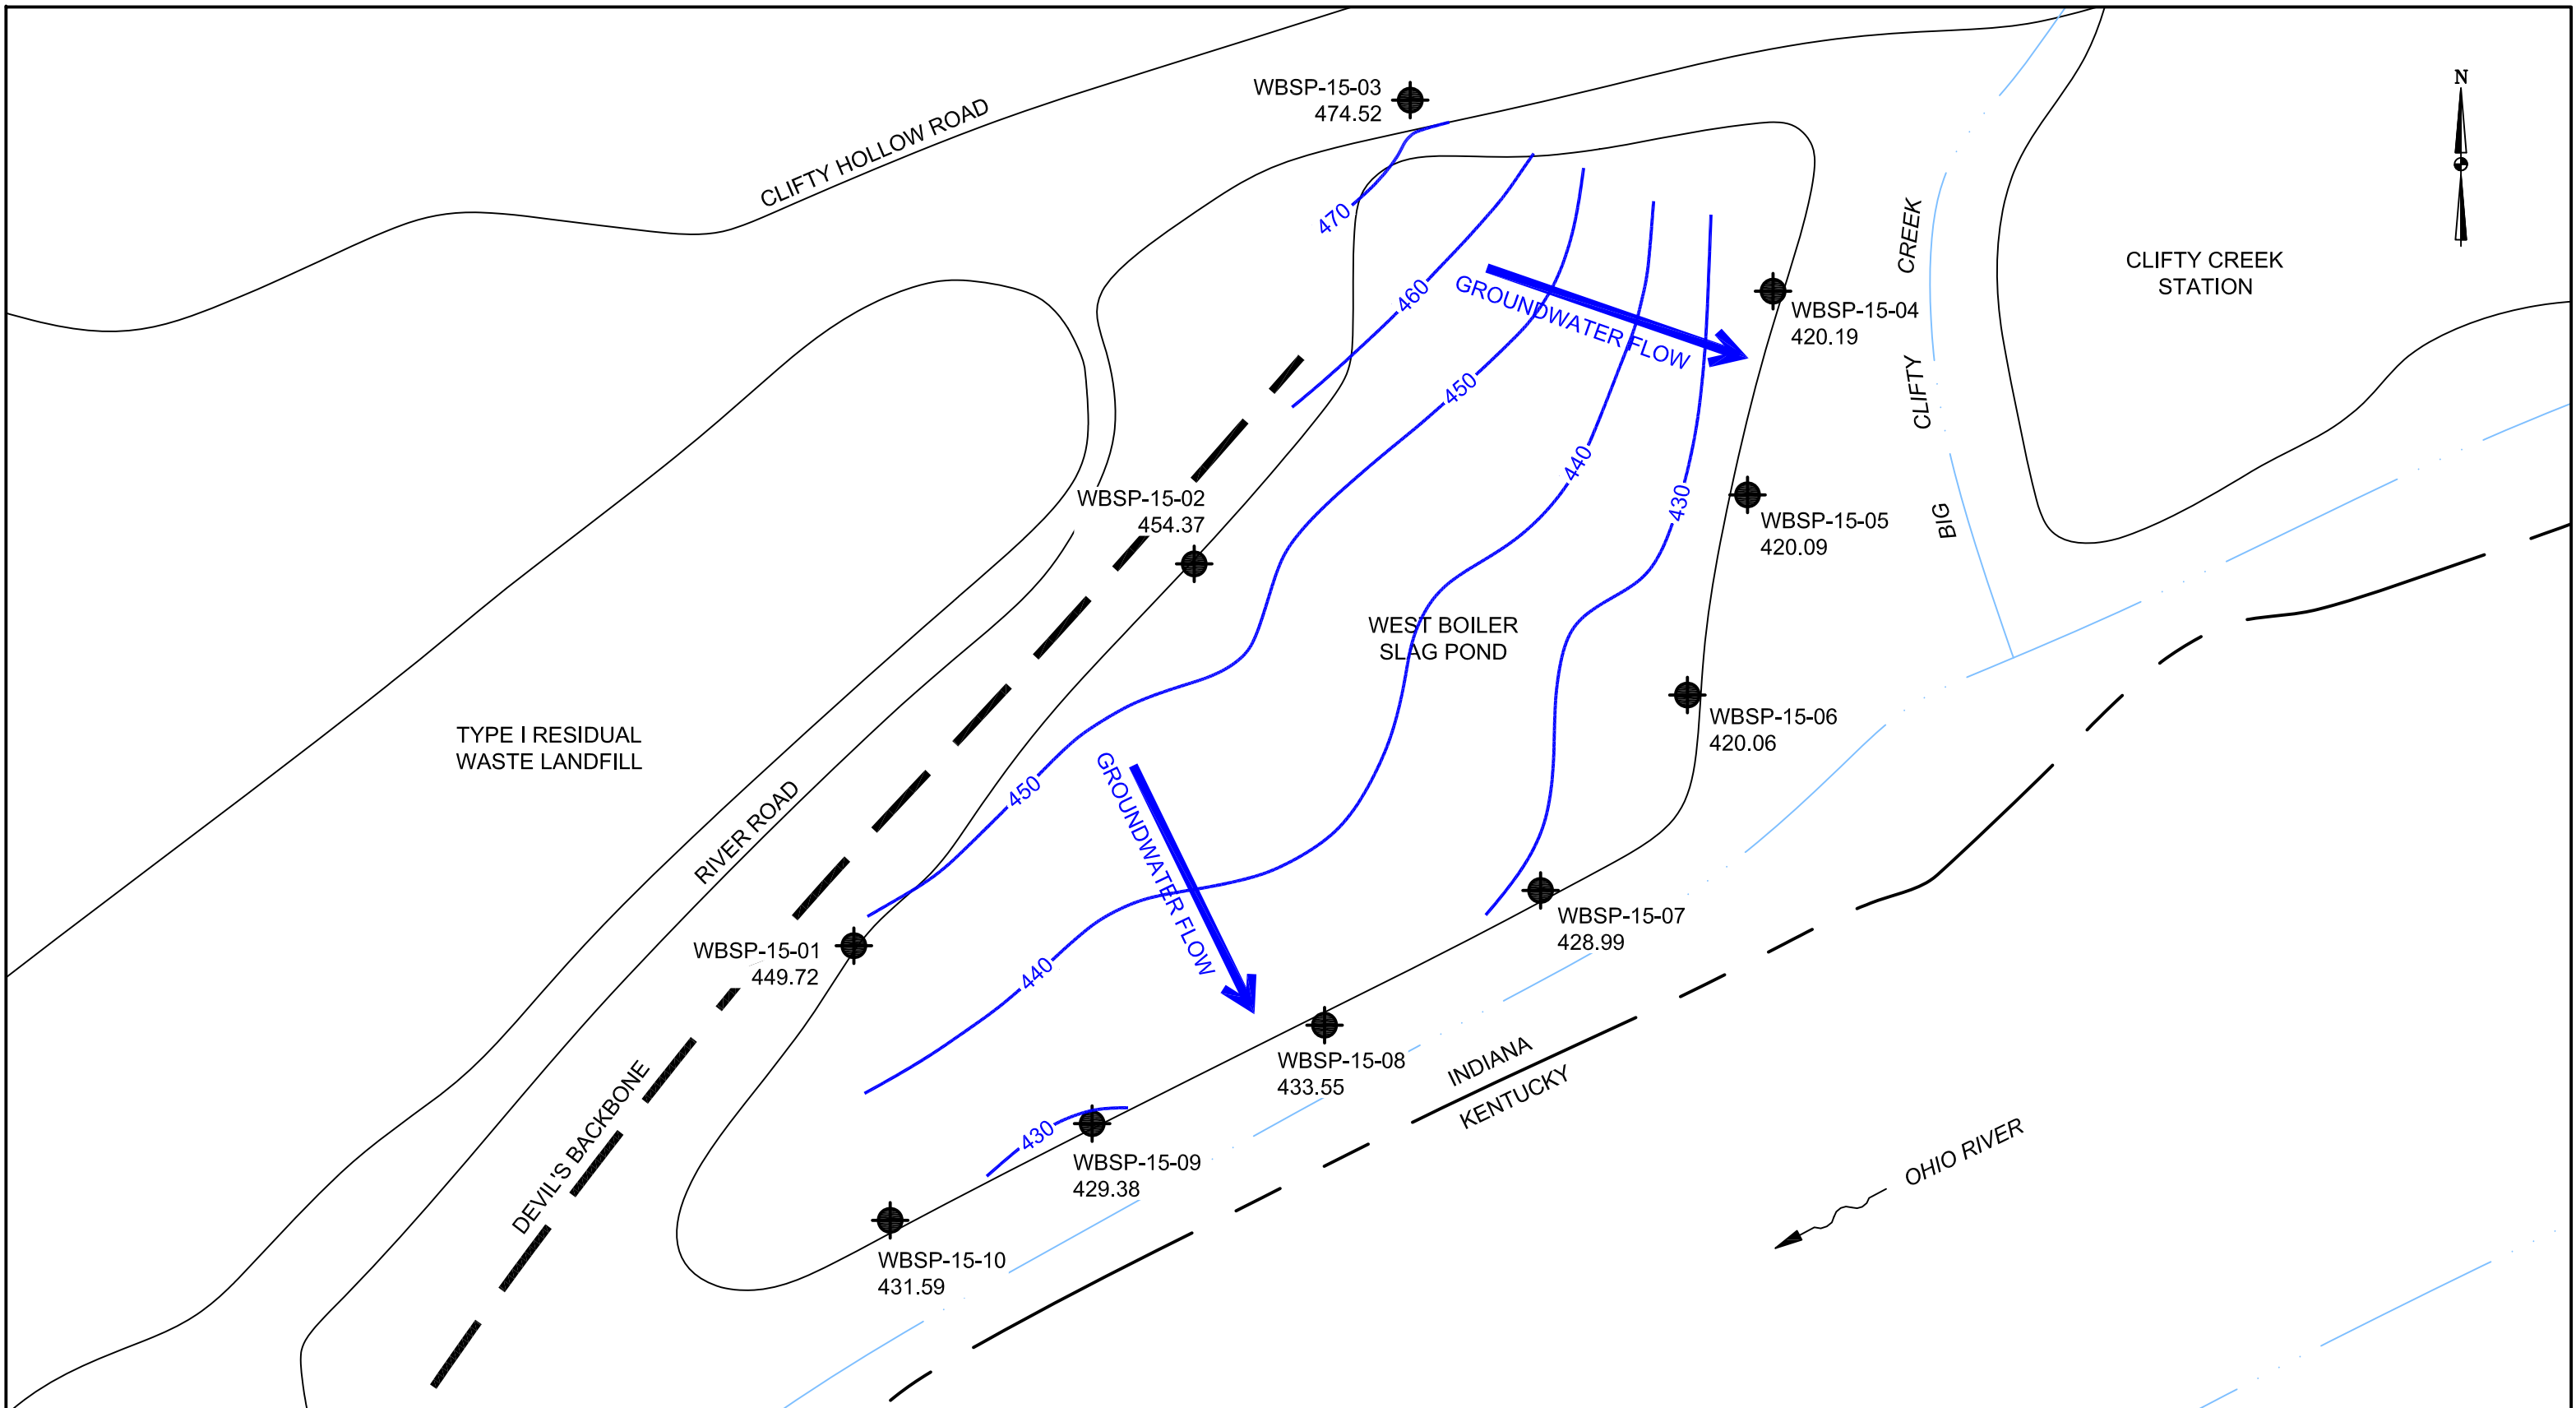 N
WBSP-15-03
474.52
CLIFTY HOLLOW ROAD
470
CREEK
CLIFTY
BIG
CLIFTY CREEK
STATION
460
GROUNDWATER FLOW
WBSP-15-04
420.19
450
440
430
WBSP-15-02
454.37
WBSP-15-05
420.09
WEST BOILER
SLAG POND
WBSP-15-06
420.06
TYPE I RESIDUAL
WASTE LANDFILL
RIVER ROAD
450
GROUNDWATER FLOW
WBSP-15-07
428.99
WBSP-15-01
449.72
440
WBSP-15-08
433.55
INDIANA
KENTUCKY
DEVIL'S BACKBONE
430
WBSP-15-09
429.38
OHIO RIVER
WBSP-15-10
431.59